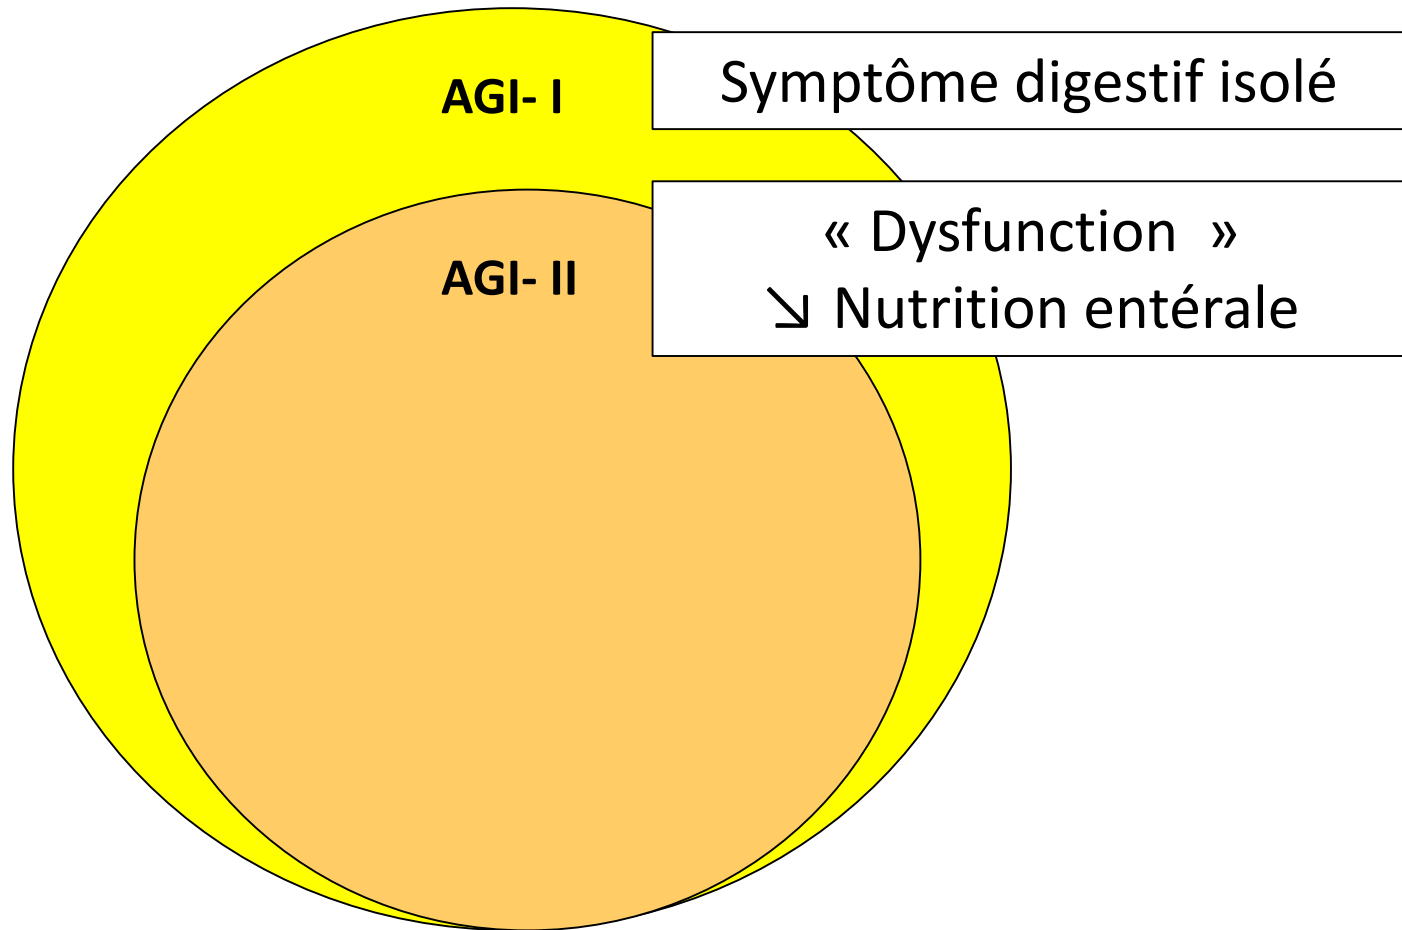 AGI- I
Symptôme digestif isolé
AGI- II
« Dysfunction  »
↘ Nutrition entérale